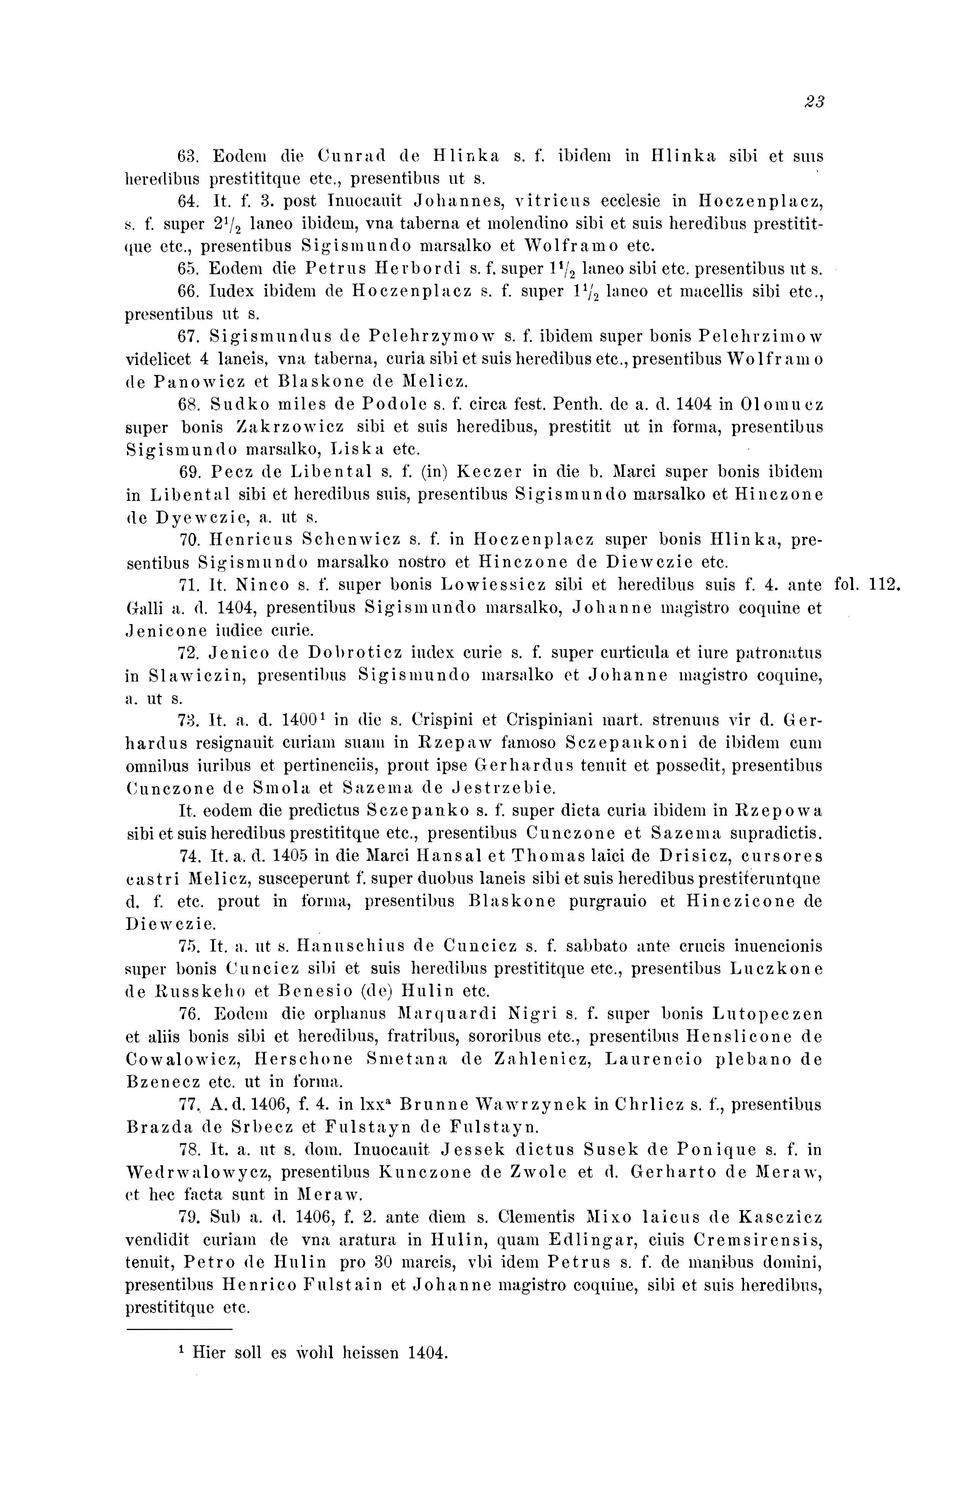 23
63. Eodem die Cunrad de Hlinka s. f. ibidem in Hlinka sibi et suis
heredibus prestititque etc., presentibus ut s.
64. It. f. 3. post Inuocauit Johannes, vitricus ecclesie in Hoczenplacz,
s. f. super 2¹/₂ laneo ibidem, vna taberna et molendino sibi et suis heredibus prestitit-
que etc., presentibus Sigismundo marsalko et Wolframo etc.
65. Eodem die Petrus Herbordi s. f. super 1¹/₂ laneo sibi etc. presentibus ut s.
66. Iudex ibidem de Hoczenplacz s. f. super 1¹/₂ laneo et macellis sibi etc.,
presentibus ut s.
67. Sigismundus de Pelehrzymow s. f. ibidem super bonis Pelehrzimow
videlicet 4 laneis, vna taberna, curia sibi et suis heredibus etc., presentibus Wolframo
de Panowicz et Blaskone de Melicz.
68. Sudko miles de Podole s. f. circa fest. Penth. de a. d. 1404 in Olomucz
super bonis Zakrzowicz sibi et suis heredibus, prestitit ut in forma, presentibus
Sigismundo marsalko, Liska etc.
69. Pecz de Libental s. f. (in) Keczer in die b. Marci super bonis ibidem
in Libental sibi et heredibus suis, presentibus Sigismundo marsalko et Hinczone
de Dyewczie, a. ut s.
70. Henricus Schenwicz s. f. in Hoczenplacz super bonis Hlinka, pre-
sentibus Sigismundo marsalko nostro et Hinczone de Diewczie etc.
71. It. Ninco s. f. super bonis Lowiessicz sibi et heredibus suis f. 4. ante fol. 112.
Galli a. d. 1404, presentibus Sigismundo marsalko, Johanne magistro coquine et
Jenicone iudice curie.
72. Jenico de Dobroticz iudex curie s. f. super curticula et iure patronatus
in Slawiczin, presentibus Sigismundo marsalko et Johanne magistro coquine,
a. ut s.
73. It. a. d. 1400¹ in die s. Crispini et Crispiniani mart. strenuus vir d. Ger-
hardus resignauit curiam suam in Rzepaw famoso Sczepankoni de ibidem cum
omnibus iuribus et pertinenciis, prout ipse Gerhardus tenuit et possedit, presentibus
Cunczone de Smola et Sazema de Jestrzebie.
It. eodem die predictus Sczepanko s. f. super dicta curia ibidem in Rzepowa
sibi et suis heredibus prestititque etc., presentibus Cunczone et Sazema supradictis.
74. It. a. d. 1405 in die Marci Hansal et Thomas laici de Drisicz, cursores
castri Melicz, susceperunt f. super duobus laneis sibi et suis heredibus prestiteruntque
d. f. etc. prout in forma, presentibus Blaskone purgrauio et Hinczicone de
Diewczie.
75. It. a. ut s. Hanuschius de Cuncicz s. f. sabbato ante crucis inuencionis
super bonis Cuncicz sibi et suis heredibus prestititque etc., presentibus Luczkone
de Russkeho et Benesio (de) Hulin etc.
76. Eodem die orphanus Marquardi Nigri s. f. super bonis Lutopeczen
et aliis bonis sibi et heredibus, fratribus, sororibus etc., presentibus Henslicone de
Cowalowicz, Herschone Smetana de Zahlenicz, Laurencio plebano de
Bzenecz etc. ut in forma.
77. A. d. 1406, f. 4. in lxxª Brunne Wawrzynek in Chrlicz s. f., presentibus
Brazda de Srbecz et Fulstayn de Fulstayn.
78. It. a. ut s. dom. Inuocauit Jessek dictus Susek de Ponique s. f. in
Wedrwalowycz, presentibus Kunczone de Zwole et d. Gerharto de Meraw,
et hec facta sunt in Meraw.
79. Sub a. d. 1406, f. 2. ante diem s. Clementis Mixo laicus de Kasczicz
vendidit curiam de vna aratura in Hulin, quam Edlingar, ciuis Cremsirensis,
tenuit, Petro de Hulin pro 30 marcis, vbi idem Petrus s. f. de manibus domini,
presentibus Henrico Fulstain et Johanne magistro coquine, sibi et suis heredibus,
prestititque etc.
¹ Hier soll es wohl heissen 1404.